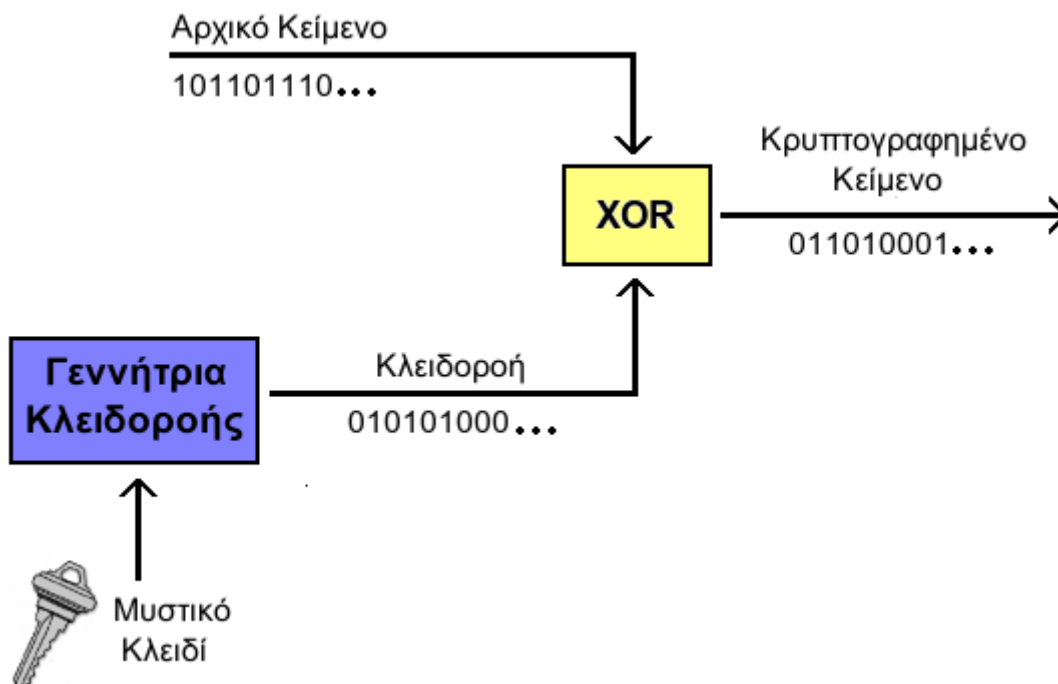 Αρχικό Κείμενο
101101110...
Κρυπτογραφημένο
Κείμενο
XOR
011010001...
Γεννήτρια
Κλειδοροής
Κλειδοροή
010101000...
Μυστικό
Κλειδί